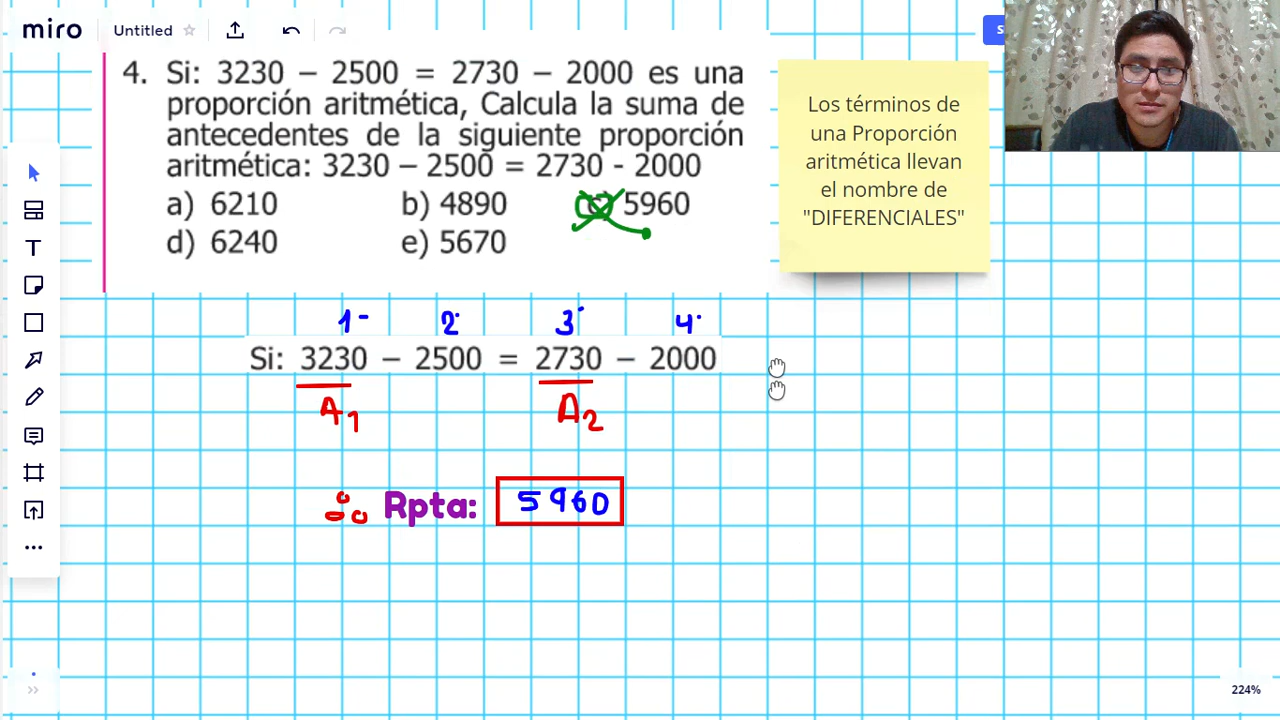 miro
Untitled
S
4. Si: 3230 – 2500 = 2730 – 2000 es una
proporción aritmética, Calcula la suma de
antecedentes de la siguiente proporción
aritmética: 3230 – 2500 = 2730 - 2000
a) 6210 b) 4890 c) 5960
d) 6240 e) 5670
Los términos de
una Proporción
aritmética llevan
el nombre de
"DIFERENCIALES"
1- 2· 3· 4·
Si: 3230 – 2500 = 2730 – 2000
A1 A2
Rpta: 5960
T
224%